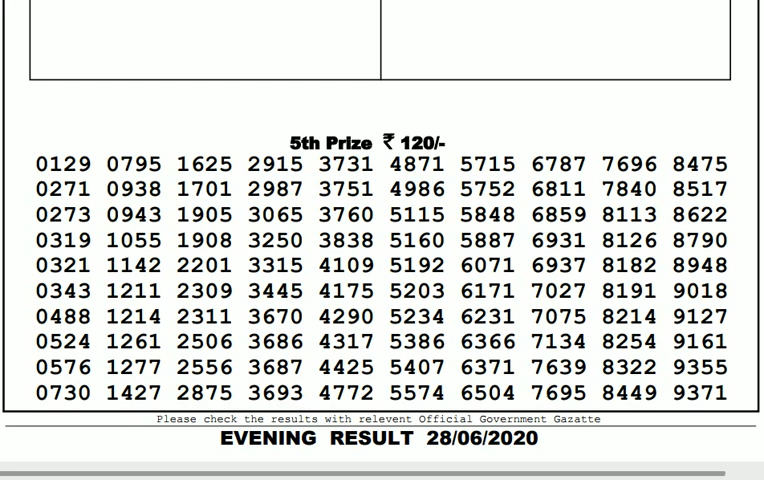 5th Prize ₹ 120/-
0129 0795 1625 2915 3731 4871 5715 6787 7696 8475
0271 0938 1701 2987 3751 4986 5752 6811 7840 8517
0273 0943 1905 3065 3760 5115 5848 6859 8113 8622
0319 1055 1908 3250 3838 5160 5887 6931 8126 8790
0321 1142 2201 3315 4109 5192 6071 6937 8182 8948
0343 1211 2309 3445 4175 5203 6171 7027 8191 9018
0488 1214 2311 3670 4290 5234 6231 7075 8214 9127
0524 1261 2506 3686 4317 5386 6366 7134 8254 9161
0576 1277 2556 3687 4425 5407 6371 7639 8322 9355
0730 1427 2875 3693 4772 5574 6504 7695 8449 9371
Please check the results with relevent Official Government Gazatte
EVENING RESULT 28/06/2020